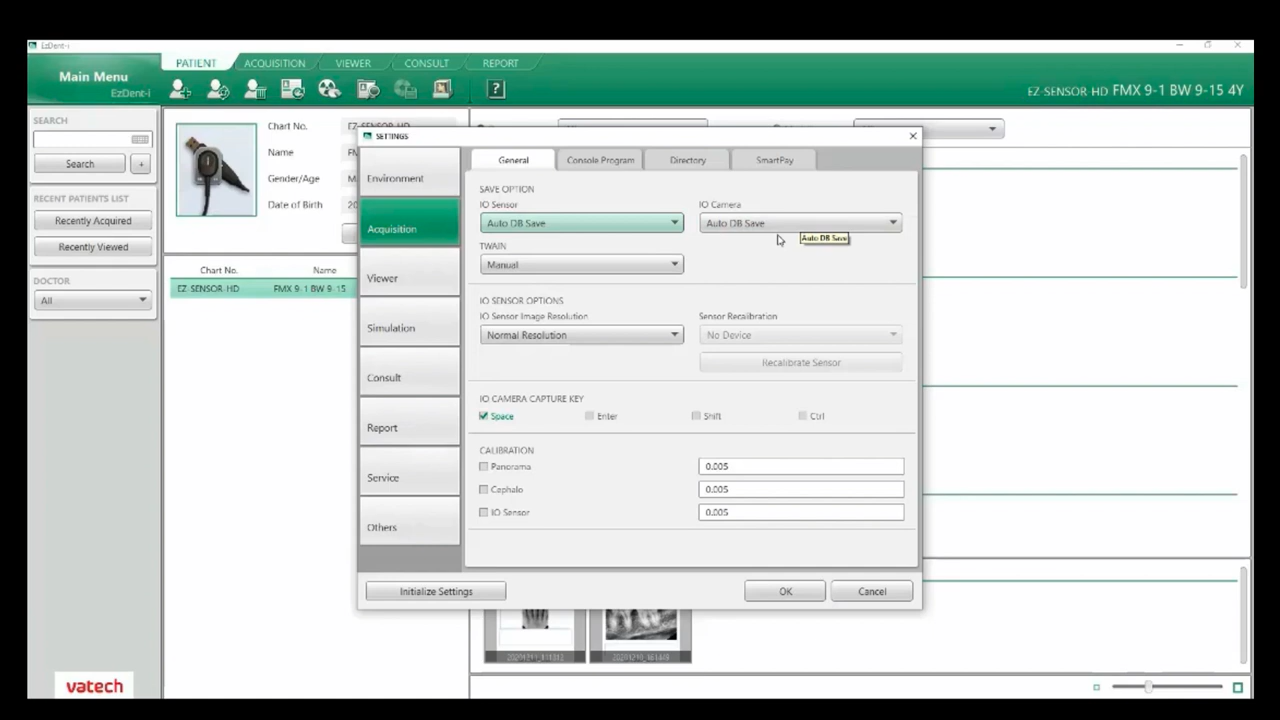 EzDent-i
Main Menu
EzDent-i
PATIENT
ACQUISITION
VIEWER
CONSULT
REPORT
?
EZ-SENSOR-HD FMX 9-1 BW 9-15 4Y
SEARCH
Search
+
RECENT PATIENTS LIST
Recently Acquired
Recently Viewed
DOCTOR
All
Chart No.
Name
Gender/Age
Date of Birth
Chart No. Name
EZ-SENSOR-HD FMX 9-1 BW 9-15
SETTINGS
Environment
Acquisition
Viewer
Simulation
Consult
Report
Service
Others
General
Console Program
Directory
SmartPay
SAVE OPTION
IO Sensor
IO Camera
Auto DB Save
Auto DB Save
Auto DB Save
TWAIN
Manual
IO SENSOR OPTIONS
IO Sensor Image Resolution
Sensor Recalibration
Normal Resolution
No Device
Recalibrate Sensor
IO CAMERA CAPTURE KEY
Space
Enter
Shift
Ctrl
CALIBRATION
Panorama
0.005
Cephalo
0.005
IO Sensor
0.005
Initialize Settings
OK
Cancel
vatech